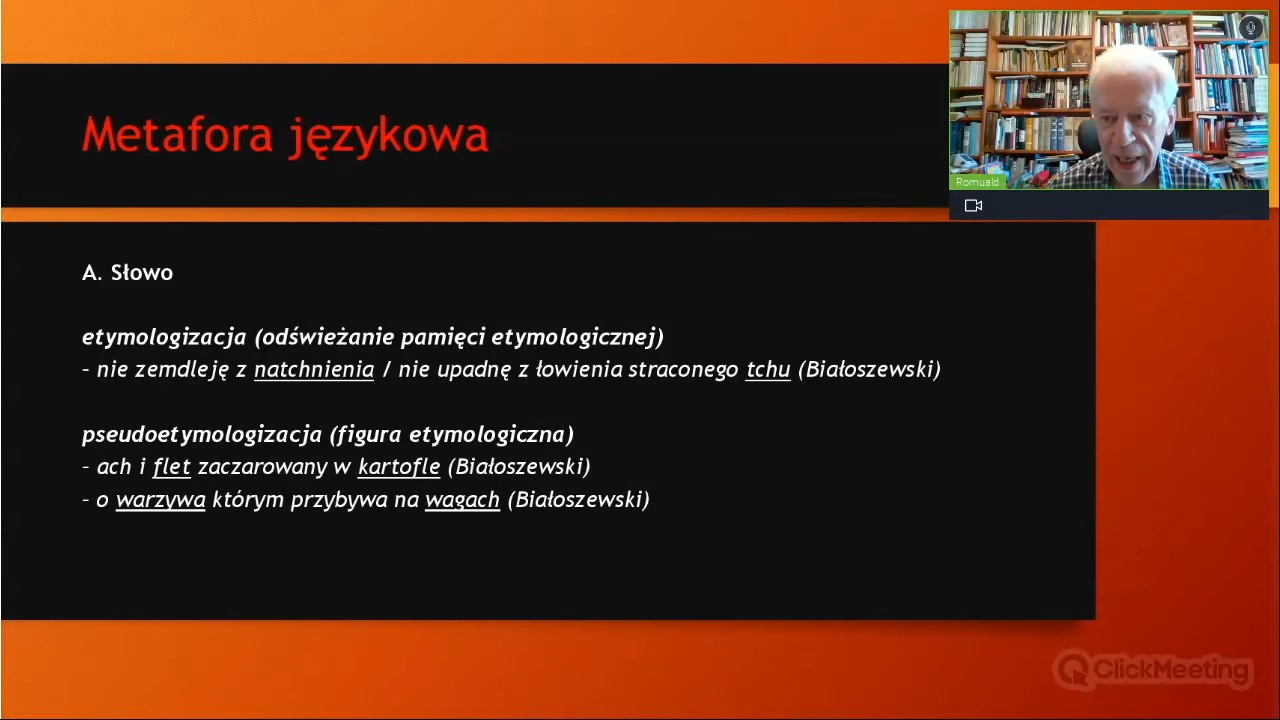 Metafora językowa
Romuald
A. Słowo
etymologizacja (odświeżanie pamięci etymologicznej)
– nie zemdleję z natchnienia / nie upadnę z łowienia straconego tchu (Białoszewski)
pseudoetymologizacja (figura etymologiczna)
– ach i flet zaczarowany w kartofle (Białoszewski)
– o warzywa którym przybywa na wagach (Białoszewski)
ClickMeeting